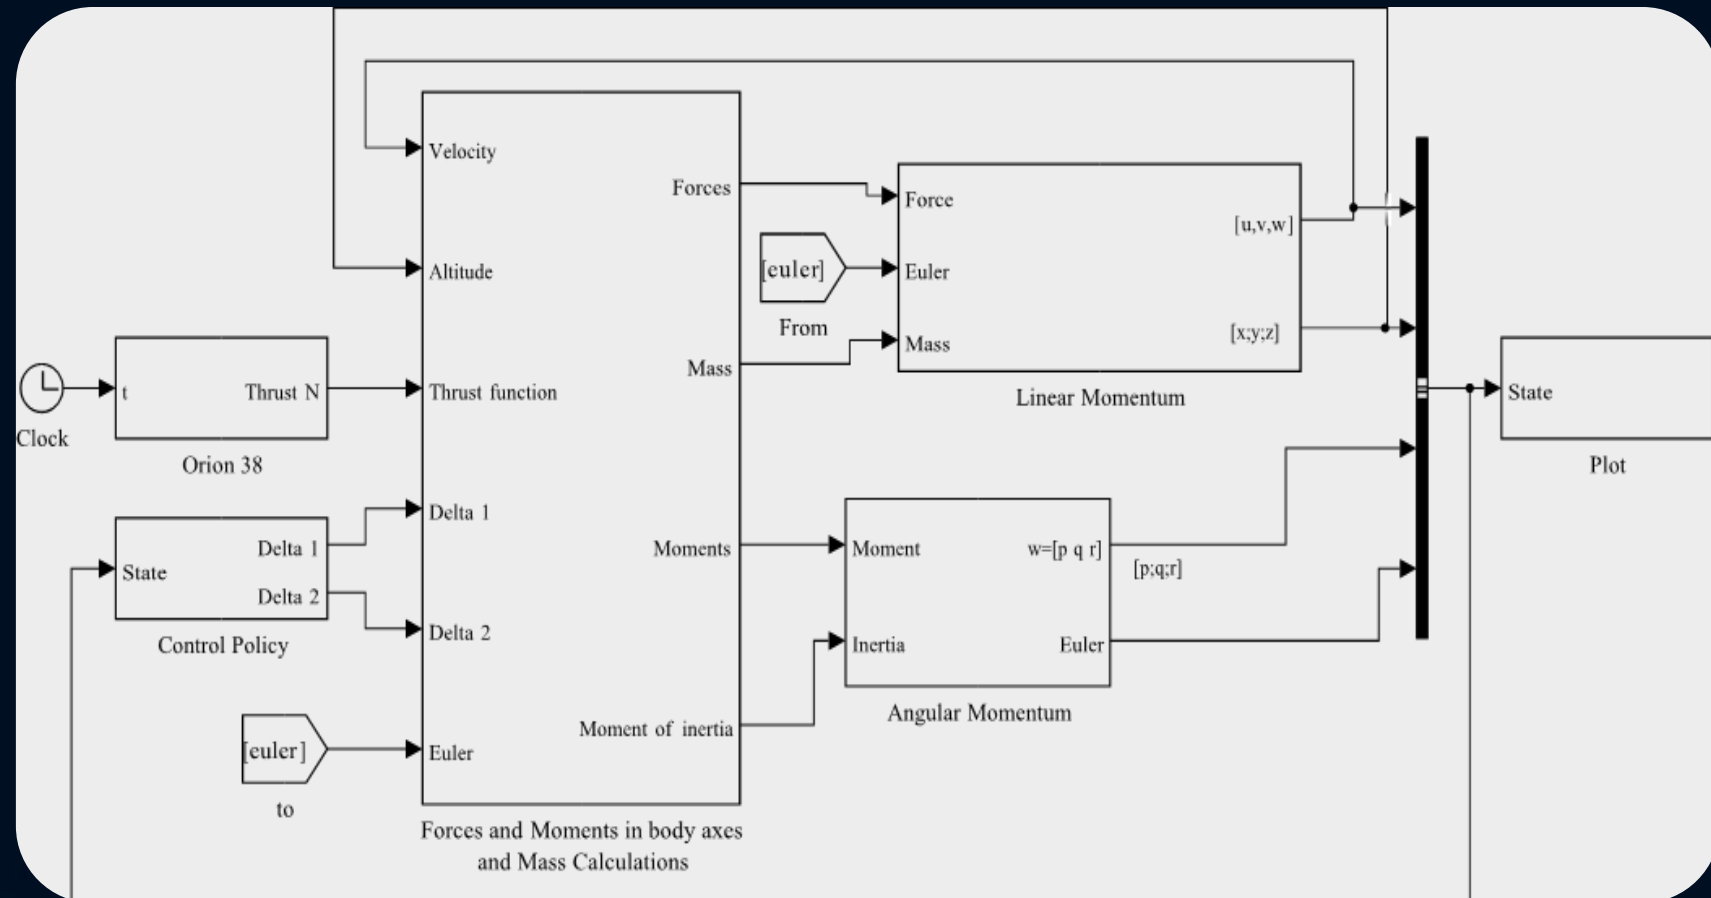 Velocity
Altitude
Thrust function
Delta 1
Delta 2
Euler
Forces
Mass
Moments
Moment of inertia
Forces and Moments in body axes
and Mass Calculations
Clock
t
Thrust N
Orion 38
State
Delta 1
Delta 2
Control Policy
[euler]
to
[euler]
From
Force
Euler
Mass
[u,v,w]
[x;y;z]
Linear Momentum
Moment
Inertia
w=[p q r]
Euler
[p;q;r]
Angular Momentum
State
Plot